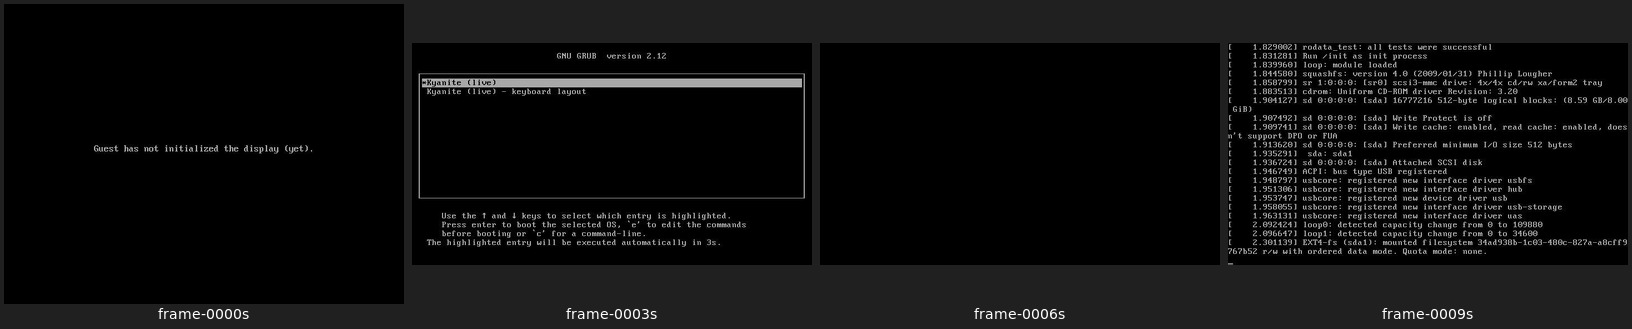 Guest has not initialized the display (yet).
frame-0000s
GNU GRUB  version 2.12
*Kyanite (live)
Kyanite (live) - keyboard layout
Use the ↑ and ↓ keys to select which entry is highlighted.
Press enter to boot the selected OS, `e' to edit the commands
before booting or `c' for a command-line.
The highlighted entry will be executed automatically in 3s.
frame-0003s
frame-0006s
[    1.829002] rodata_test: all tests were successful
[    1.831281] Run /init as init process
[    1.839960] loop: module loaded
[    1.844580] squashfs: version 4.0 (2009/01/31) Phillip Lougher
[    1.858799] sr 1:0:0:0: [sr0] scsi3-mmc drive: 4x/4x cd/rw xa/form2 tray
[    1.883513] cdrom: Uniform CD-ROM driver Revision: 3.20
[    1.904127] sd 0:0:0:0: [sda] 16777216 512-byte logical blocks: (8.59 GB/8.00
GiB)
[    1.907492] sd 0:0:0:0: [sda] Write Protect is off
[    1.909741] sd 0:0:0:0: [sda] Write cache: enabled, read cache: enabled, does
n't support DPO or FUA
[    1.913620] sd 0:0:0:0: [sda] Preferred minimum I/O size 512 bytes
[    1.935291]  sda: sda1
[    1.936724] sd 0:0:0:0: [sda] Attached SCSI disk
[    1.946749] ACPI: bus type USB registered
[    1.948797] usbcore: registered new interface driver usbfs
[    1.951306] usbcore: registered new interface driver hub
[    1.953747] usbcore: registered new device driver usb
[    1.958055] usbcore: registered new interface driver usb-storage
[    1.963131] usbcore: registered new interface driver uas
[    2.092424] loop0: detected capacity change from 0 to 109880
[    2.096647] loop1: detected capacity change from 0 to 34600
[    2.301139] EXT4-fs (sda1): mounted filesystem 34ad938b-1c03-480c-827a-a8cff9
767b52 r/w with ordered data mode. Quota mode: none.
_
frame-0009s